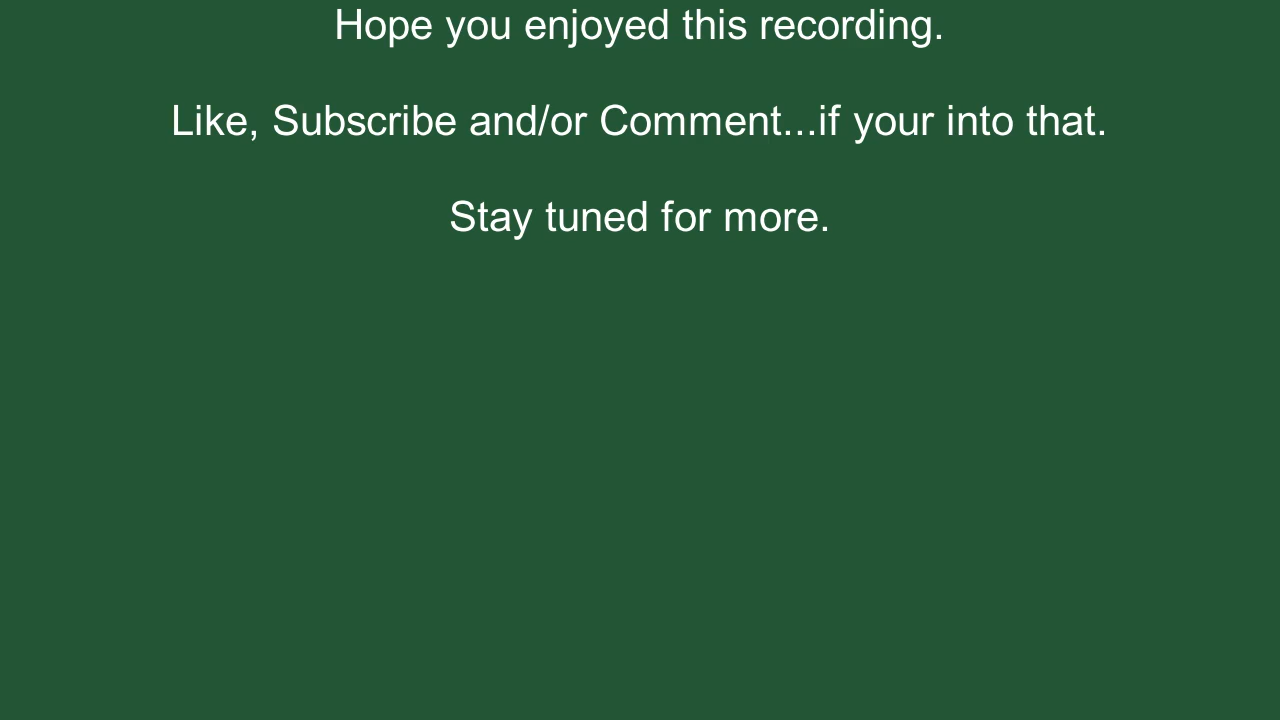 Hope you enjoyed this recording.
Like, Subscribe and/or Comment...if your into that.
Stay tuned for more.